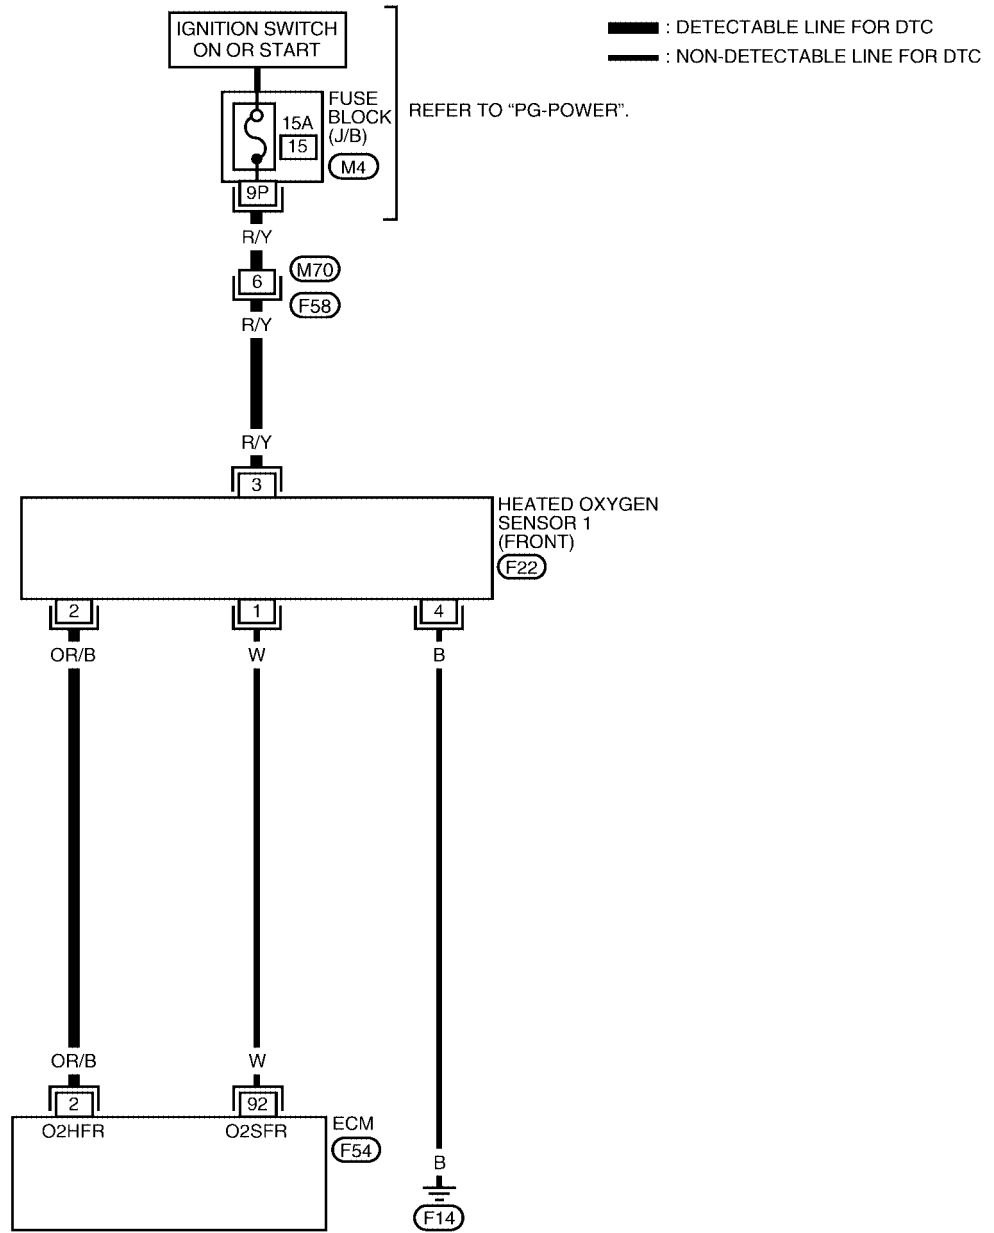 IGNITION SWITCH
ON OR START
: DETECTABLE LINE FOR DTC
: NON-DETECTABLE LINE FOR DTC
FUSE
BLOCK
(J/B)
M4
15A
15
REFER TO “PG-POWER”.
9P
R/Y
6
M70
F58
R/Y
R/Y
3
HEATED OXYGEN
SENSOR 1
(FRONT)
F22
2
1
4
OR/B
W
B
OR/B
W
2
92
O2HFR
O2SFR
ECM
F54
B
F14